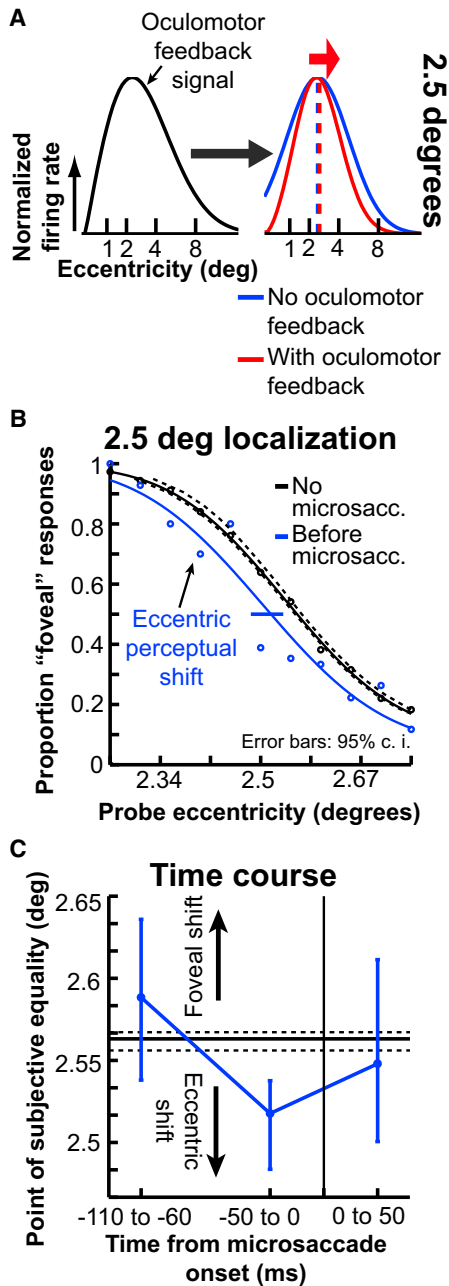 A
Oculomotor
feedback
signal
2.5 degrees
Normalized
firing rate
1 2 4 8
1 2 4 8
Eccentricity (deg)
No oculomotor
feedback
With oculomotor
feedback
B
2.5 deg localization
Proportion “foveal” responses
1
0.8
0.6
0.4
0.2
0
No
microsacc.
Before
microsacc.
Eccentric
perceptual
shift
Error bars: 95% c. i.
2.34 2.5 2.67
Probe eccentricity (degrees)
C
Time course
Point of subjective equality (deg)
2.65
2.6
2.55
2.5
Foveal shift
Eccentric
shift
-110 to -60 -50 to 0 0 to 50
Time from microsaccade
onset (ms)